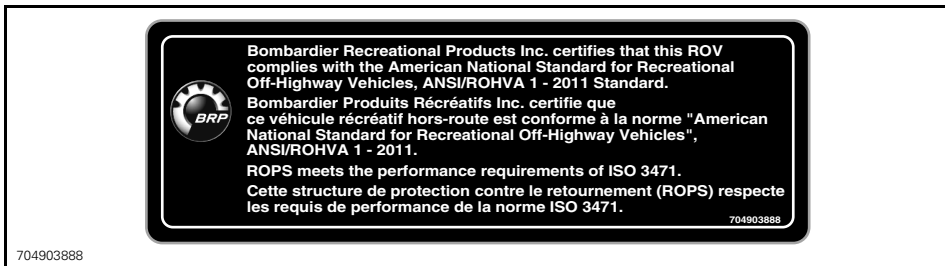 Bombardier Recreational Products Inc. certifies that this ROV
complies with the American National Standard for Recreational
Off-Highway Vehicles, ANSI/ROHVA 1 - 2011 Standard.
Bombardier Produits Récréatifs Inc. certifie que
ce véhicule récréatif hors-route est conforme à la norme "American
National Standard for Recreational Off-Highway Vehicles",
ANSI/ROHVA 1 - 2011.
BRP
ROPS meets the performance requirements of ISO 3471.
Cette structure de protection contre le retournement (ROPS) respecte
les requis de performance de la norme ISO 3471.
704903888
704903888